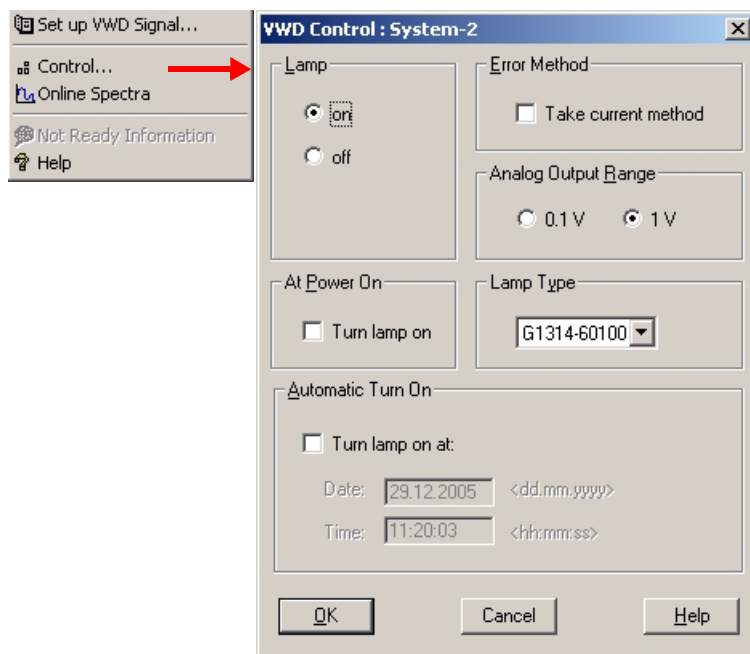 Set up VWD Signal...
Control...
Online Spectra
Not Ready Information
Help
VWD Control : System-2
Lamp
on
off
Error Method
Take current method
Analog Output Range
0.1 V 1 V
At Power On
Turn lamp on
Lamp Type
G1314-60100
Automatic Turn On
Turn lamp on at:
Date: 29.12.2005 <dd.mm.yyyy>
Time: 11:20:03 <hh:mm:ss>
OK Cancel Help